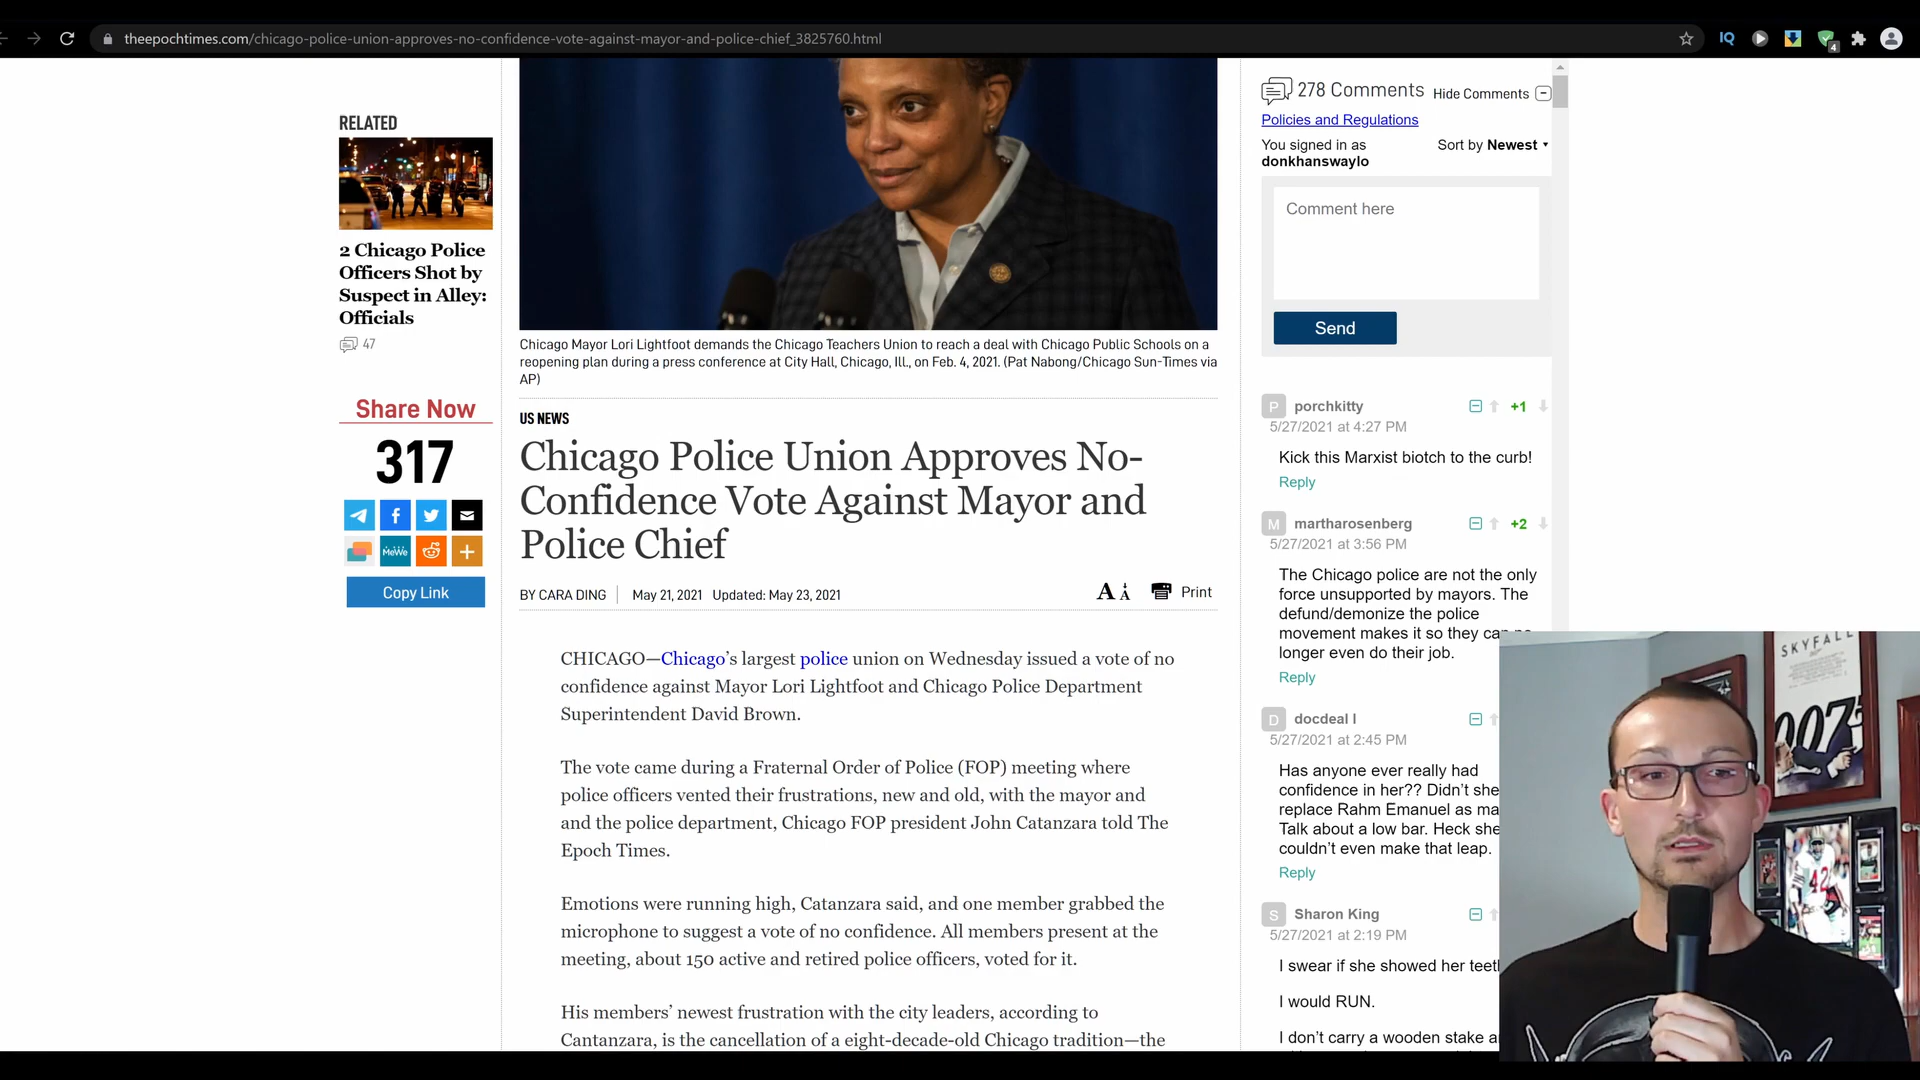 theepochtimes.com/chicago-police-union-approves-no-confidence-vote-against-mayor-and-police-chief_3825760.html
IQ
4
RELATED
2 Chicago Police
Officers Shot by
Suspect in Alley:
Officials
47
Share Now
317
MeWe
Copy Link
Chicago Mayor Lori Lightfoot demands the Chicago Teachers Union to reach a deal with Chicago Public Schools on a
reopening plan during a press conference at City Hall, Chicago, Ill., on Feb. 4, 2021. (Pat Nabong/Chicago Sun-Times via
AP)
US NEWS
Chicago Police Union Approves No-
Confidence Vote Against Mayor and
Police Chief
BY CARA DING
May 21, 2021 Updated: May 23, 2021
A A
Print
CHICAGO—Chicago's largest police union on Wednesday issued a vote of no
confidence against Mayor Lori Lightfoot and Chicago Police Department
Superintendent David Brown.
The vote came during a Fraternal Order of Police (FOP) meeting where
police officers vented their frustrations, new and old, with the mayor and
and the police department, Chicago FOP president John Catanzara told The
Epoch Times.
Emotions were running high, Catanzara said, and one member grabbed the
microphone to suggest a vote of no confidence. All members present at the
meeting, about 150 active and retired police officers, voted for it.
His members' newest frustration with the city leaders, according to
Cantanzara, is the cancellation of a eight-decade-old Chicago tradition—the
278 Comments
Hide Comments
Policies and Regulations
You signed in as
donkhanswaylo
Sort by Newest
Comment here
Send
P
porchkitty
+1
5/27/2021 at 4:27 PM
Kick this Marxist biotch to the curb!
Reply
M
martharosenberg
+2
5/27/2021 at 3:56 PM
The Chicago police are not the only
force unsupported by mayors. The
defund/demonize the police
movement makes it so they can no
longer even do their job.
Reply
D
docdeal l
5/27/2021 at 2:45 PM
Has anyone ever really had
confidence in her?? Didn't she
replace Rahm Emanuel as ma
Talk about a low bar. Heck she
couldn't even make that leap.
Reply
S
Sharon King
5/27/2021 at 2:19 PM
I swear if she showed her teet
I would RUN.
I don't carry a wooden stake a
SKYFALL
007
42